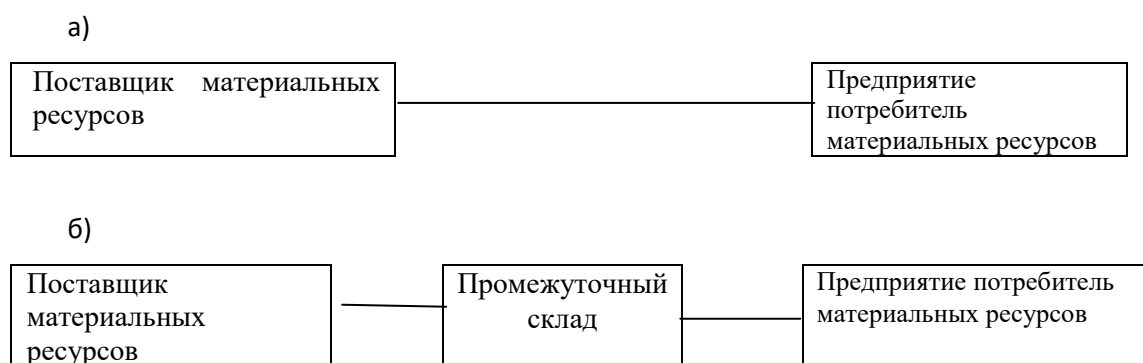 а)
Поставщик материальных
ресурсов
Предприятие
потребитель
материальных ресурсов
б)
Поставщик
материальных
ресурсов
Промежуточный
склад
Предприятие потребитель
материальных ресурсов